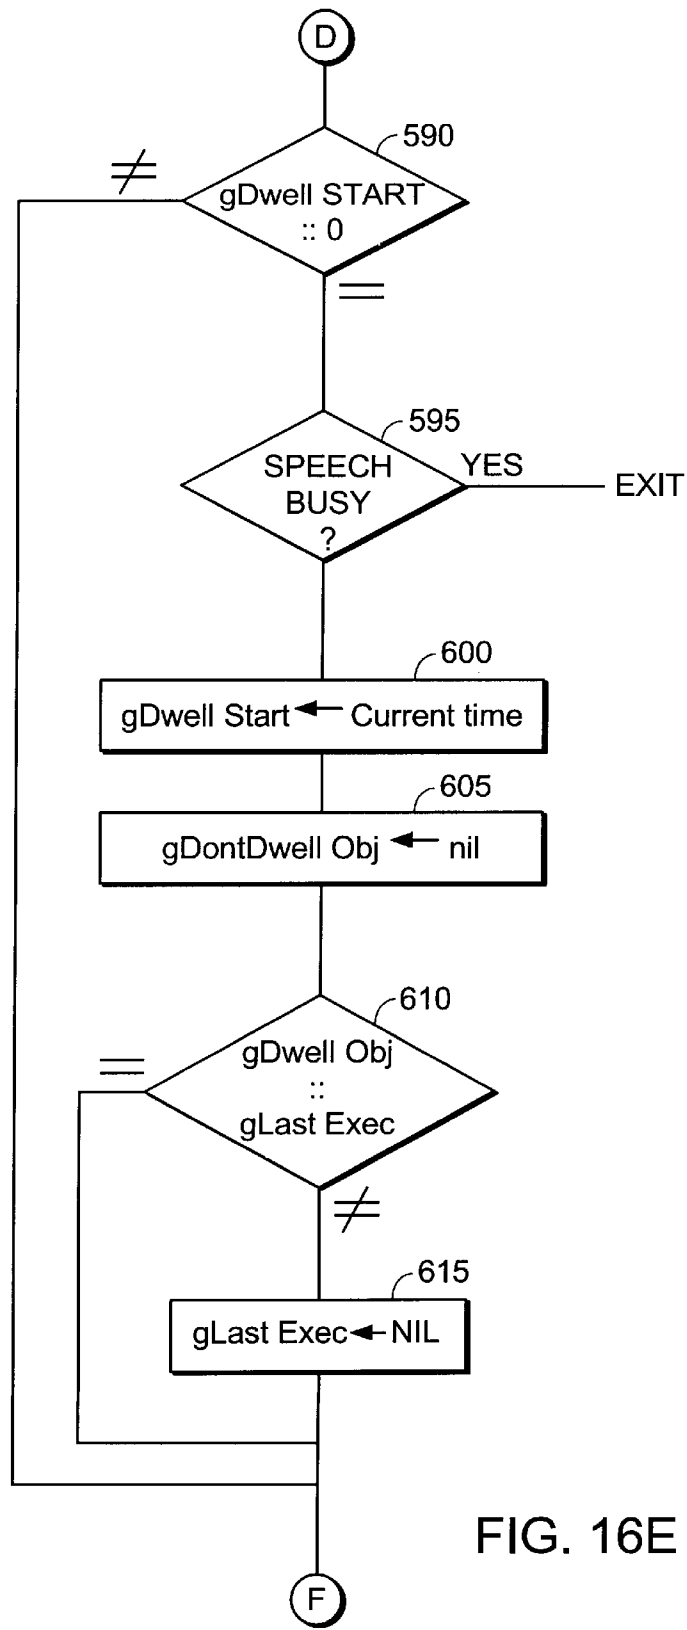 D
590
≠
gDwell START
:: 0
=
595
SPEECH
BUSY
?
YES
EXIT
600
gDwell Start ← Current time
605
gDontDwell Obj ← nil
610
=
gDwell Obj
::
gLast Exec
≠
615
gLast Exec ← NIL
FIG. 16E
F